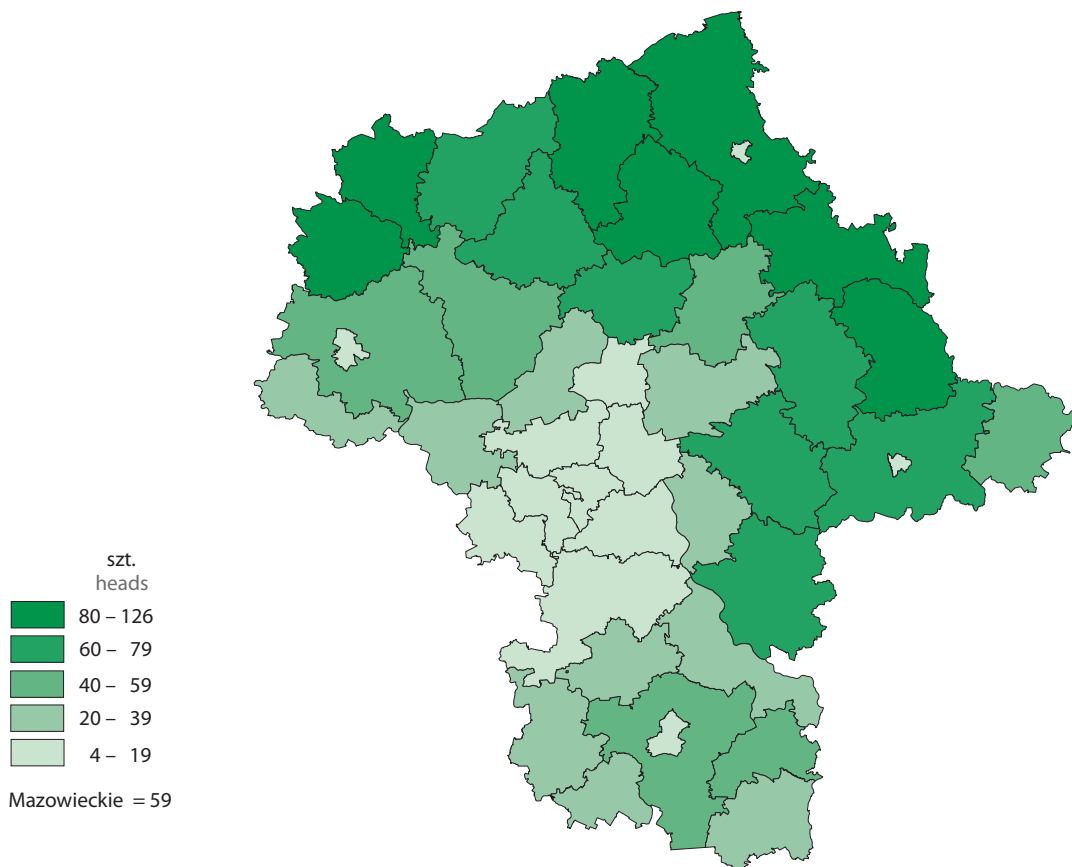 szt.
heads
80 – 126
60 – 79
40 – 59
20 – 39
4 – 19
Mazowieckie = 59